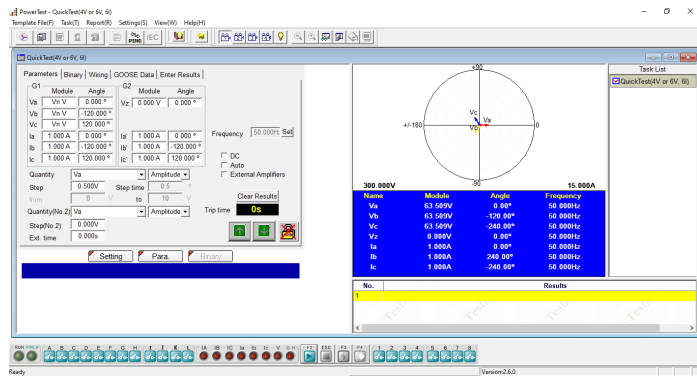 PowerTest - QuickTest(4V or 6V, 6I)
Template File(F) Task(T) Report(R) Settings(S) View(W) Help(H)
PING IEC
QuickTest(4V or 6V, 6I)
Parameters Binary Wiring GOOSE Data Enter Results
G1 Module Angle G2 Module Angle
Va Vn V 0.000 º Vz 0.000 V 0.000 º
Vb Vn V -120.000 º
Vc Vn V 120.000 º
Ia 1.000 A 0.000 º Ia' 1.000 A 0.000 º
Ib 1.000 A -120.000 º Ib' 1.000 A -120.000 º
Ic 1.000 A 120.000 º Ic' 1.000 A 120.000 º
Frequency 50.000H: Set
DC
Auto
External Amplifiers
Quantity Va Amplitude
Step 0.500V Step time 0.5
from 0 V to 10 V
Clear Results
Quantity(No.2) Va Amplitude Trip time 0s
Step(No.2) 0.000V
Ext. time 0.000s
Setting Para. Binary
+90
+/-180 0
Vc
Va
Vb
-90
300.000V 15.000A
Name Module Angle Frequency
Va 63.509V 0.00º 50.000Hz
Vb 63.509V -120.00º 50.000Hz
Vc 63.509V -240.00º 50.000Hz
Vz 0.000V 0.00º 50.000Hz
Ia 1.000A 0.00º 50.000Hz
Ib 1.000A 240.00º 50.000Hz
Ic 1.000A -240.00º 50.000Hz
No. Results
1
Task List
QuickTest(4V or 6V, 6I)
A B C D E F G H I J K L IA IB IC Ia Ib Ic V F2 ESC F3 F4 1 2 3 4 5 6 7 8
Ready
Version:2.6.0